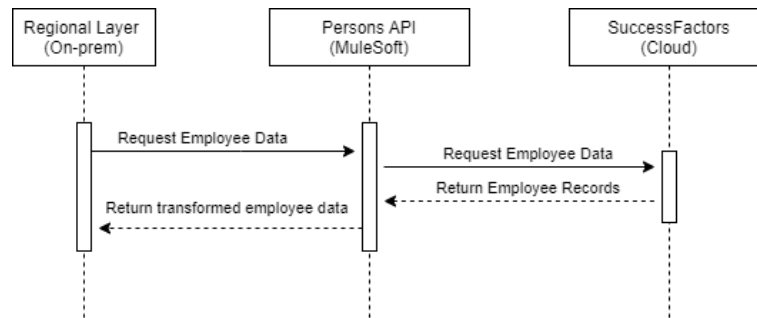 Regional Layer
(On-prem)
Persons API
(MuleSoft)
SuccessFactors
(Cloud)
Request Employee Data
Request Employee Data
Return Employee Records
Return transformed employee data